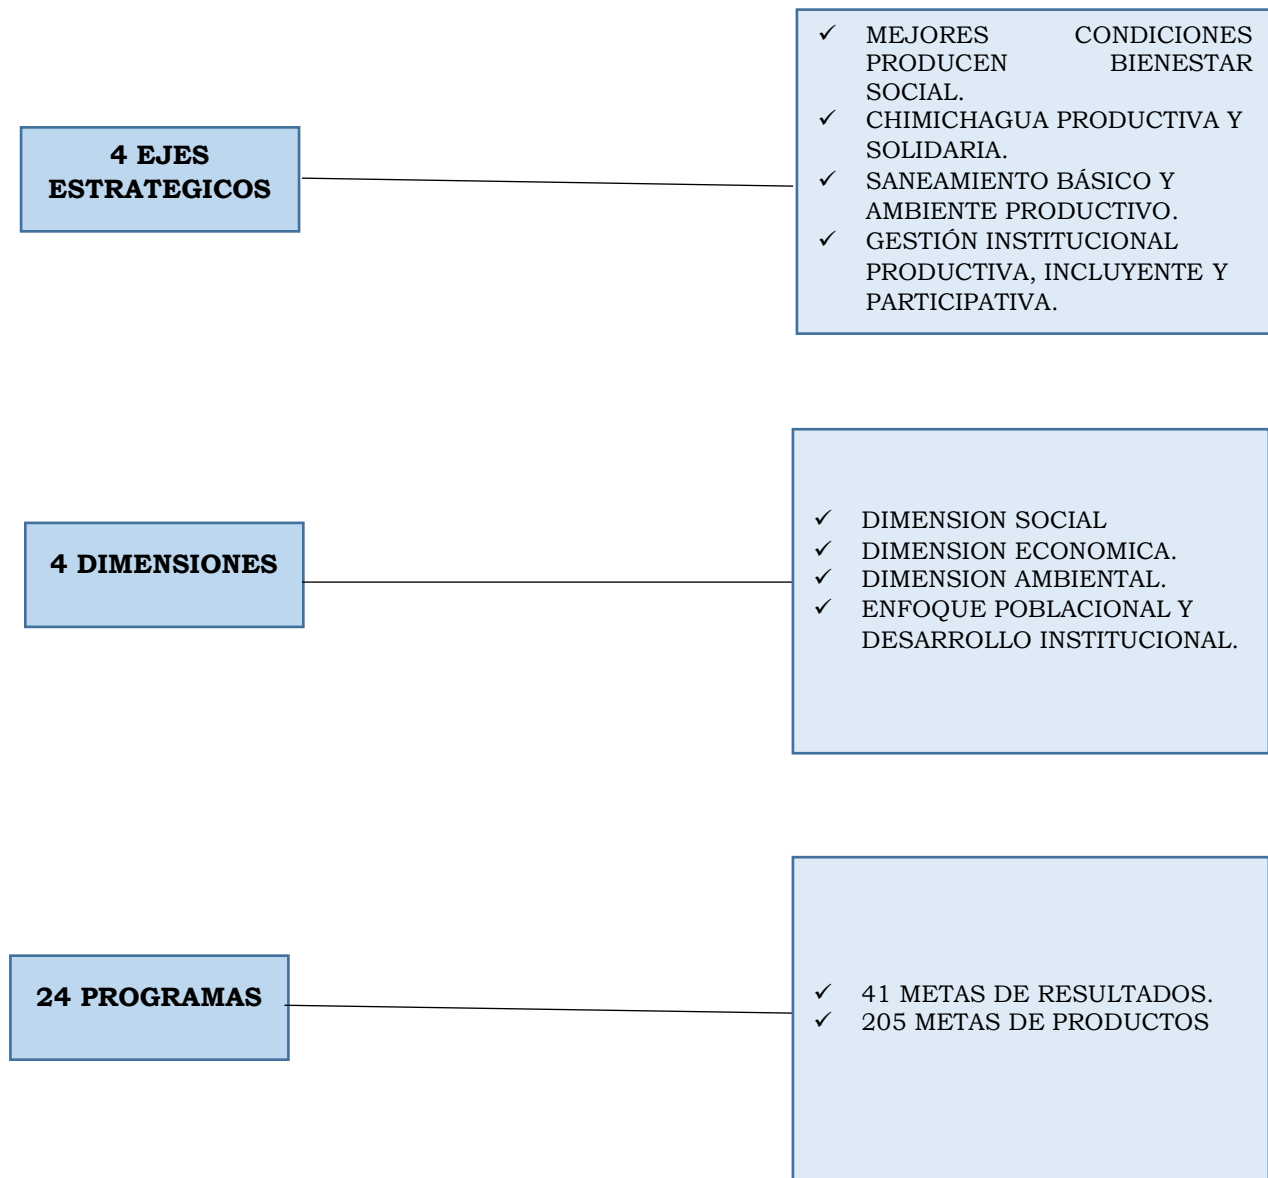 4 EJES
ESTRATEGICOS
✓ MEJORES CONDICIONES
PRODUCEN BIENESTAR
SOCIAL.
✓ CHIMICHAGUA PRODUCTIVA Y
SOLIDARIA.
✓ SANEAMIENTO BÁSICO Y
AMBIENTE PRODUCTIVO.
✓ GESTIÓN INSTITUCIONAL
PRODUCTIVA, INCLUYENTE Y
PARTICIPATIVA.
4 DIMENSIONES
✓ DIMENSION SOCIAL
✓ DIMENSION ECONOMICA.
✓ DIMENSION AMBIENTAL.
✓ ENFOQUE POBLACIONAL Y
DESARROLLO INSTITUCIONAL.
24 PROGRAMAS
✓ 41 METAS DE RESULTADOS.
✓ 205 METAS DE PRODUCTOS